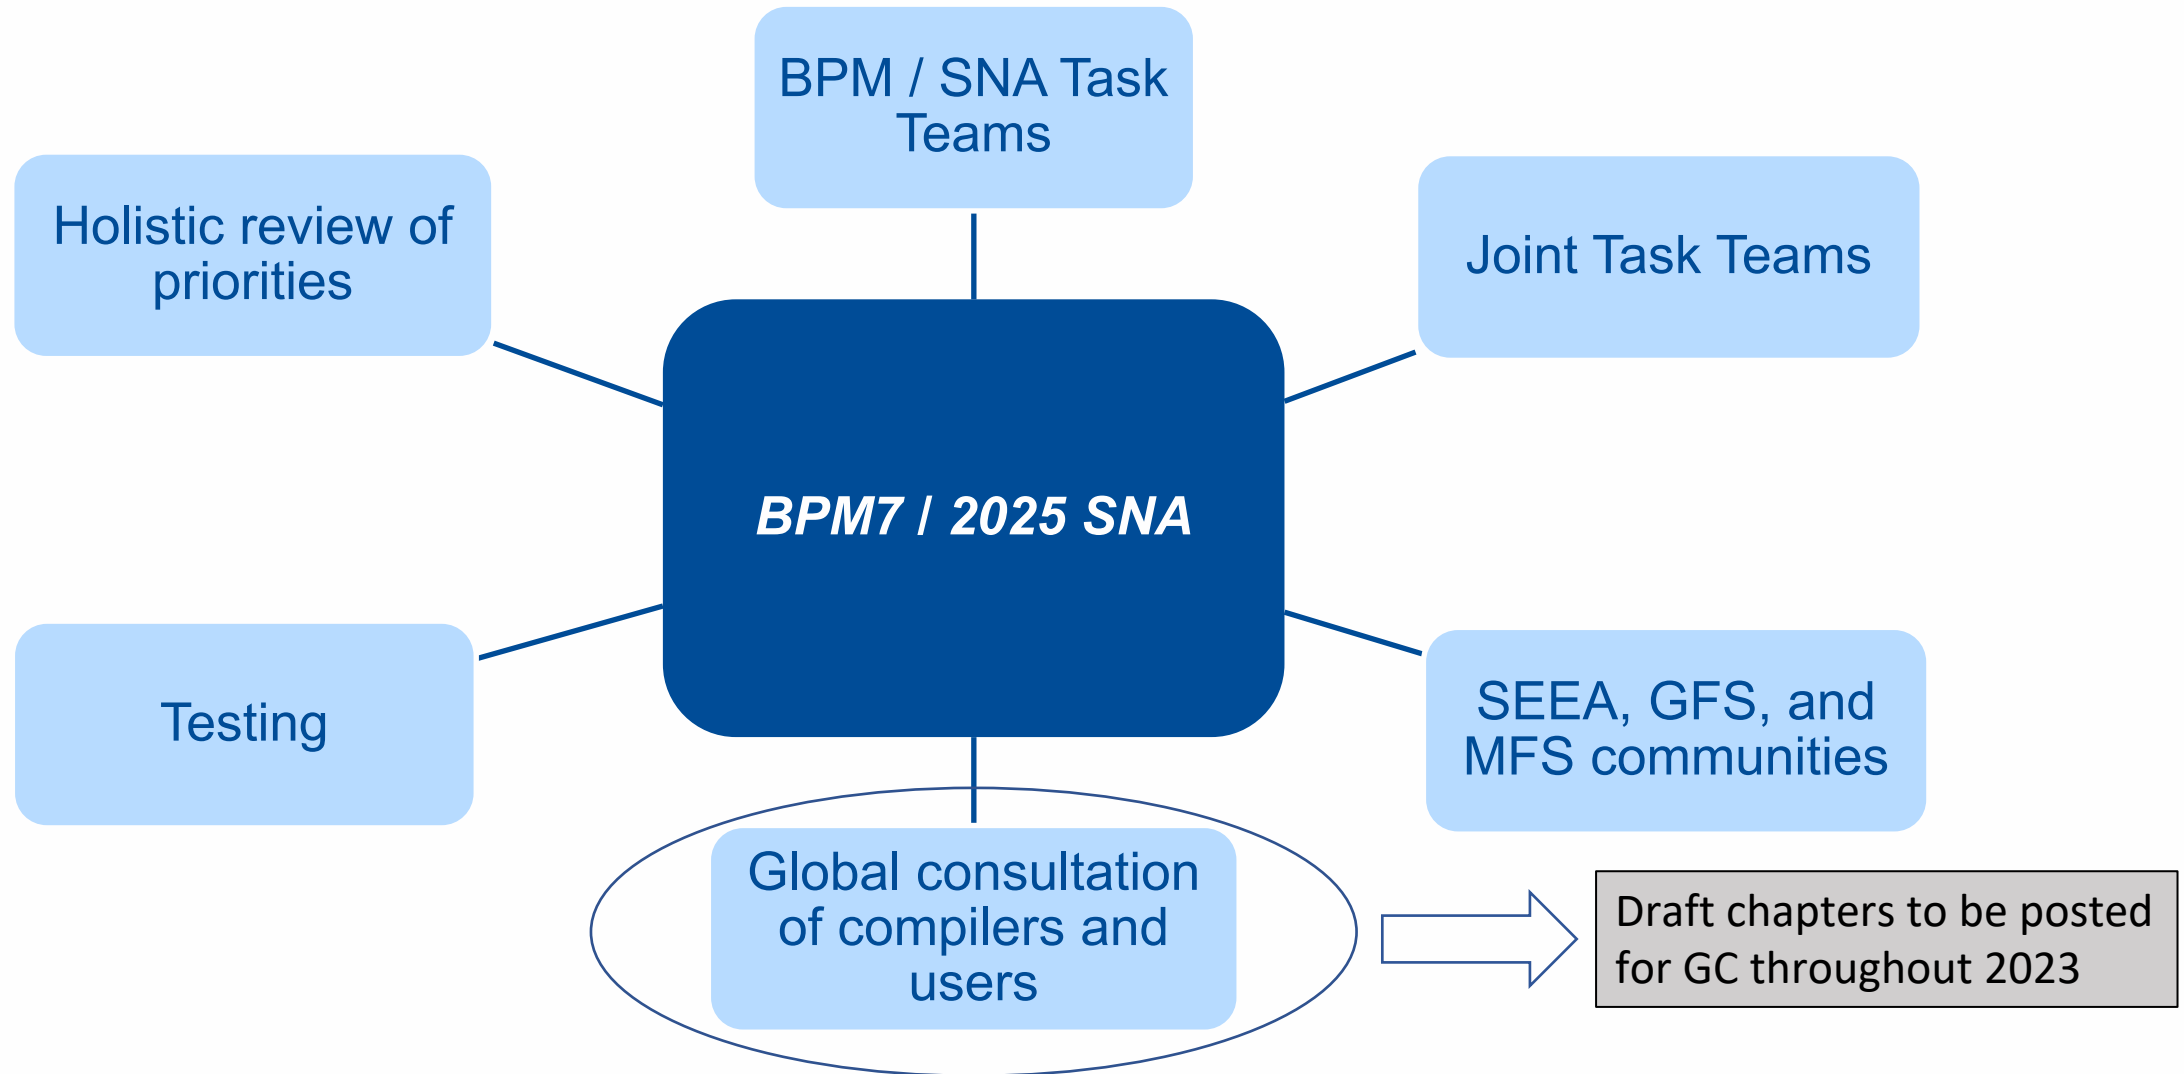 BPM / SNA Task
Teams
Holistic review of
priorities
Joint Task Teams
BPM7 / 2025 SNA
Testing
SEEA, GFS, and
MFS communities
Global consultation
of compilers and
users
Draft chapters to be posted
for GC throughout 2023